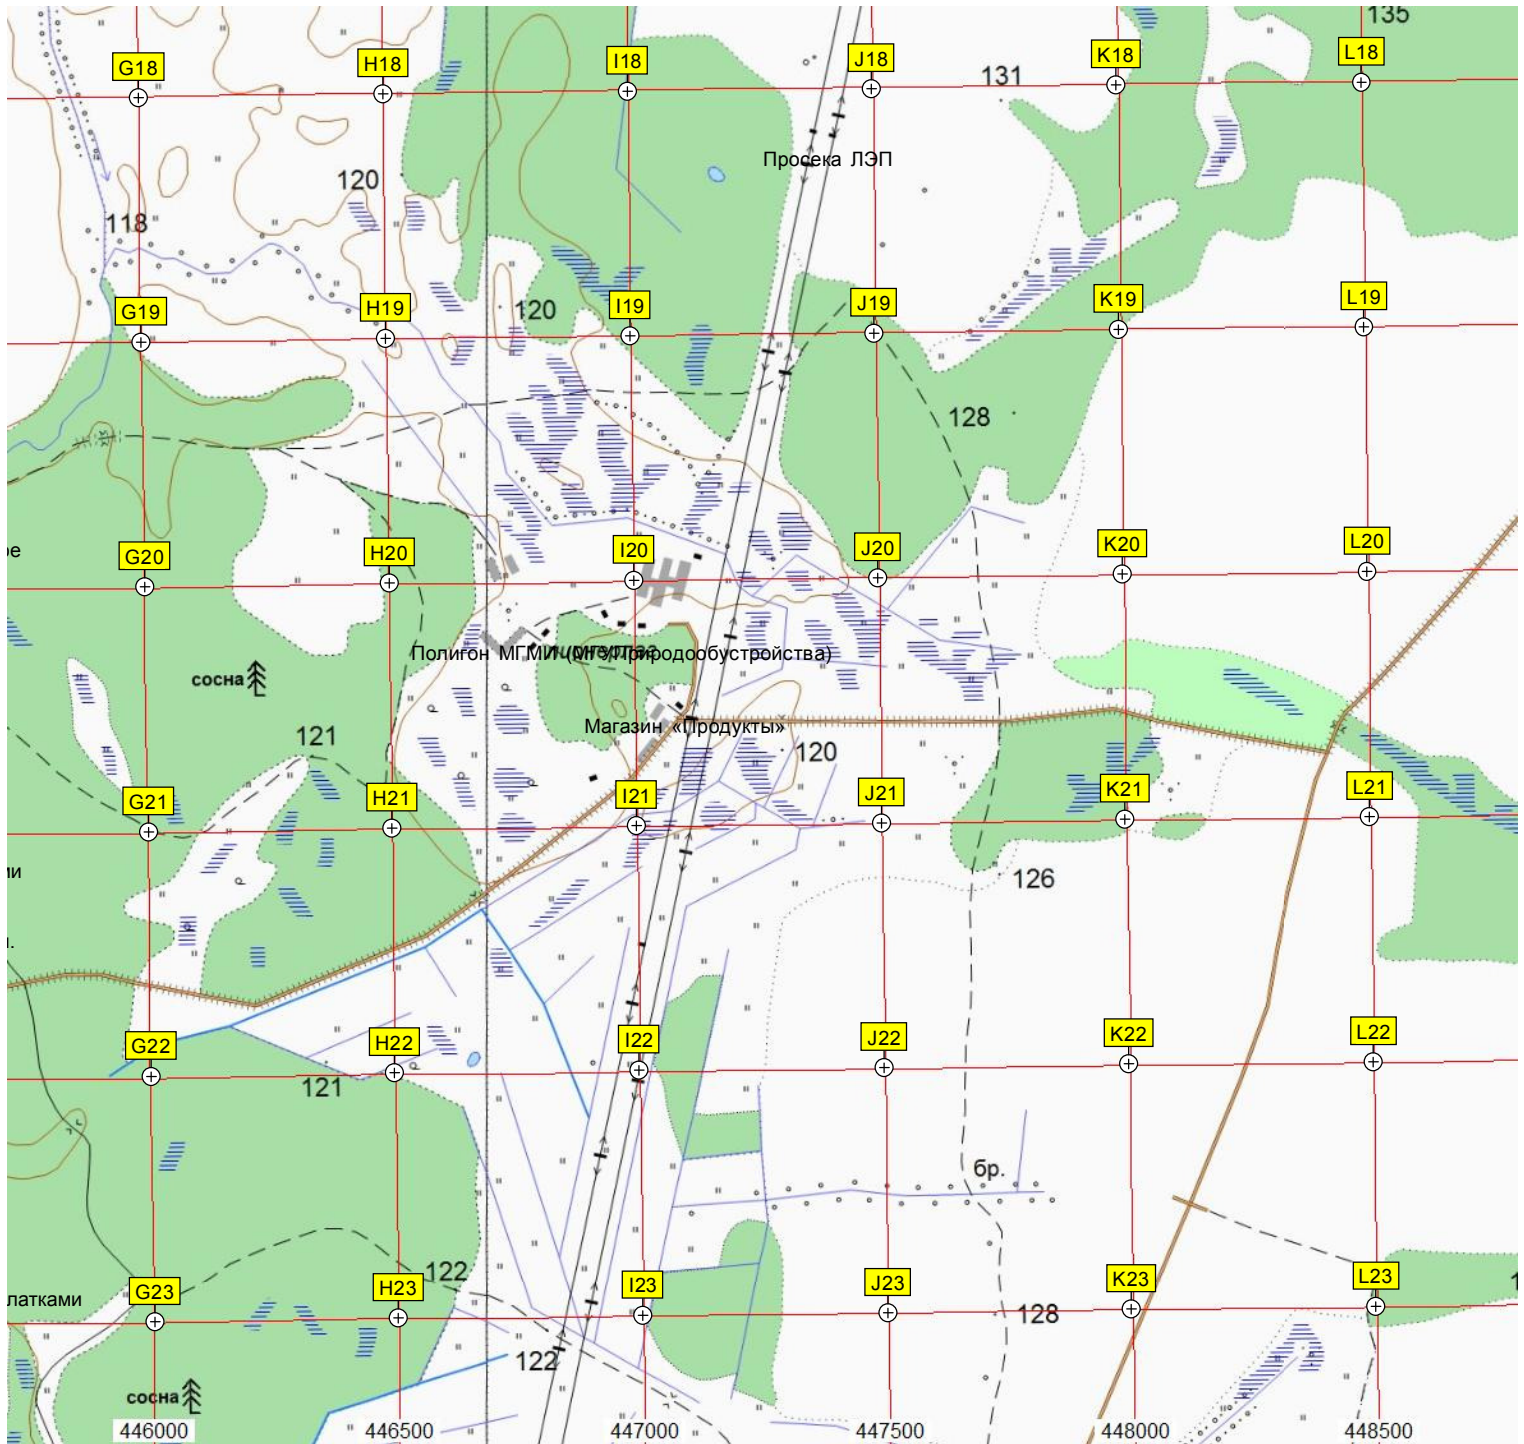 135
G18 H18 I18 J18 K18 L18
131
Просека ЛЭП
120
118
G19 H19 I19 J19 K19 L19
120
128
ое
G20 H20 I20 J20 K20 L20
Полигон МГМИ (МГУПриродообустройства)
сосна
Магазин «Продукты»
121
120
G21 H21 I21 J21 K21 L21
ии
126
G22 H22 I22 J22 K22 L22
121
бр.
122
G23 H23 I23 J23 K23 L23
латками
128
122
сосна
446000 446500 447000 447500 448000 448500